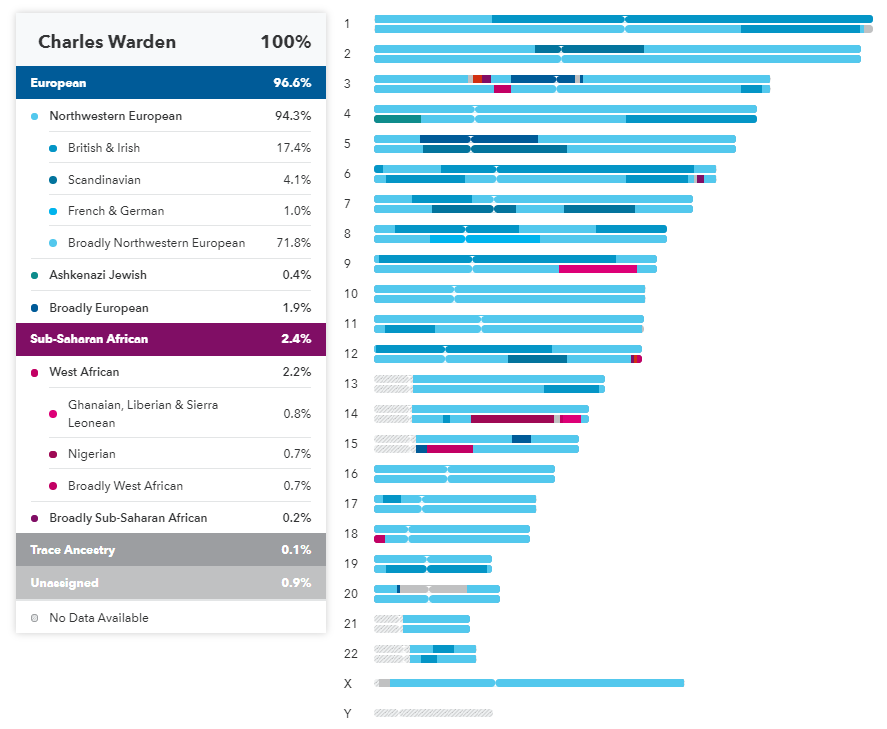 Charles Warden 100%
European 96.6%
Northwestern European 94.3%
British & Irish 17.4%
Scandinavian 4.1%
French & German 1.0%
Broadly Northwestern European 71.8%
Ashkenazi Jewish 0.4%
Broadly European 1.9%
Sub-Saharan African 2.4%
West African 2.2%
Ghanaian, Liberian & Sierra
Leonean 0.8%
Nigerian 0.7%
Broadly West African 0.7%
Broadly Sub-Saharan African 0.2%
Trace Ancestry 0.1%
Unassigned 0.9%
No Data Available
1
2
3
4
5
6
7
8
9
10
11
12
13
14
15
16
17
18
19
20
21
22
X
Y